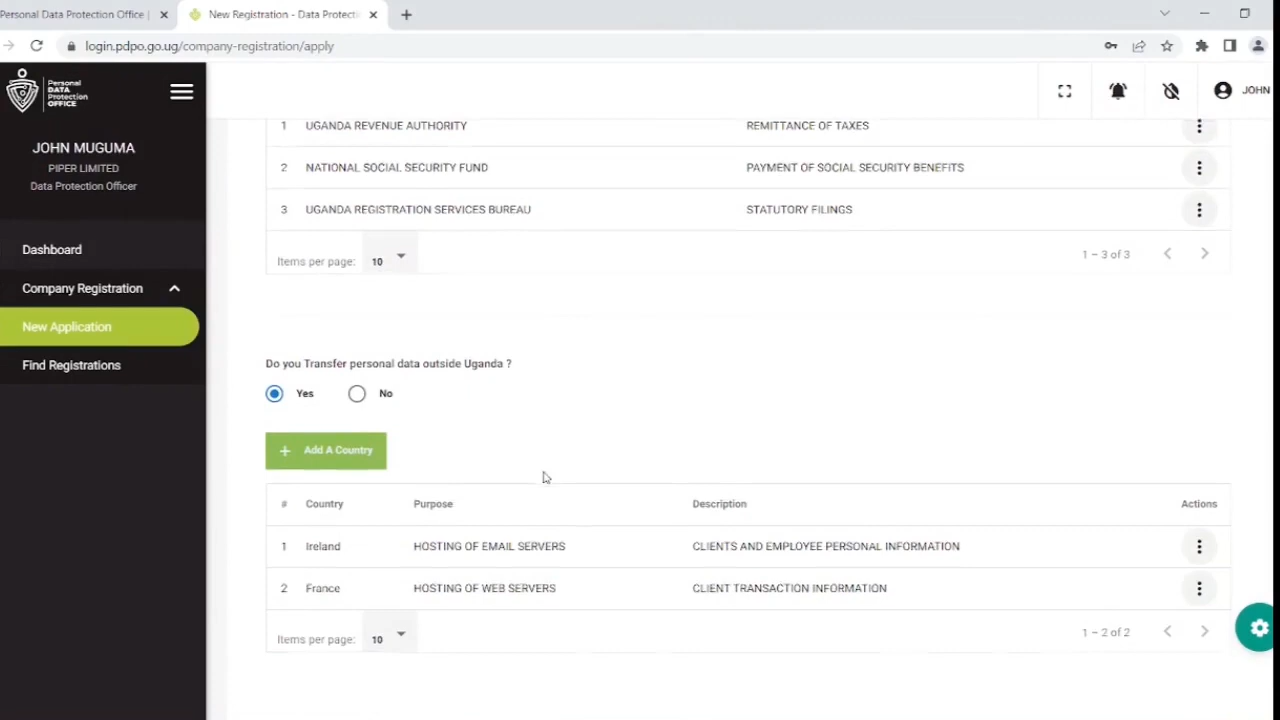 Personal Data Protection Office |
New Registration - Data Protecti
login.pdpo.go.ug/company-registration/apply
Personal
DATA
Protection
OFFICE
JOHN
JOHN MUGUMA
PIPER LIMITED
Data Protection Officer
Dashboard
Company Registration
New Application
Find Registrations
1 UGANDA REVENUE AUTHORITY REMITTANCE OF TAXES
2 NATIONAL SOCIAL SECURITY FUND PAYMENT OF SOCIAL SECURITY BENEFITS
3 UGANDA REGISTRATION SERVICES BUREAU STATUTORY FILINGS
Items per page: 10 1 – 3 of 3
Do you Transfer personal data outside Uganda ?
Yes No
+ Add A Country
# Country Purpose Description Actions
1 Ireland HOSTING OF EMAIL SERVERS CLIENTS AND EMPLOYEE PERSONAL INFORMATION
2 France HOSTING OF WEB SERVERS CLIENT TRANSACTION INFORMATION
Items per page: 10 1 – 2 of 2